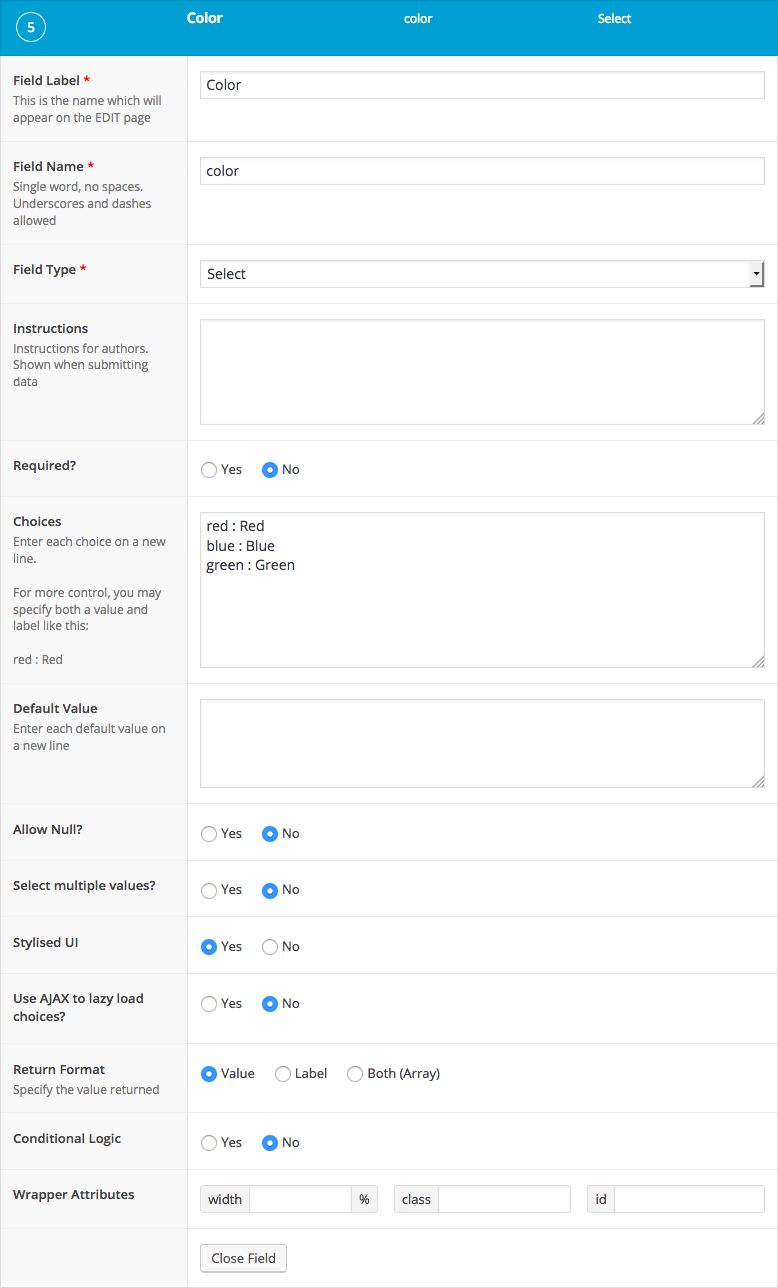 5 Color color Select
Field Label *
This is the name which will
appear on the EDIT page
Color
Field Name *
Single word, no spaces.
Underscores and dashes
allowed
color
Field Type *
Select
Instructions
Instructions for authors.
Shown when submitting
data
Required?
Yes No
Choices
Enter each choice on a new
line.
For more control, you may
specify both a value and
label like this:
red : Red
red : Red
blue : Blue
green : Green
Default Value
Enter each default value on
a new line
Allow Null?
Yes No
Select multiple values?
Yes No
Stylised UI
Yes No
Use AJAX to lazy load
choices?
Yes No
Return Format
Specify the value returned
Value Label Both (Array)
Conditional Logic
Yes No
Wrapper Attributes
width % class id
Close Field